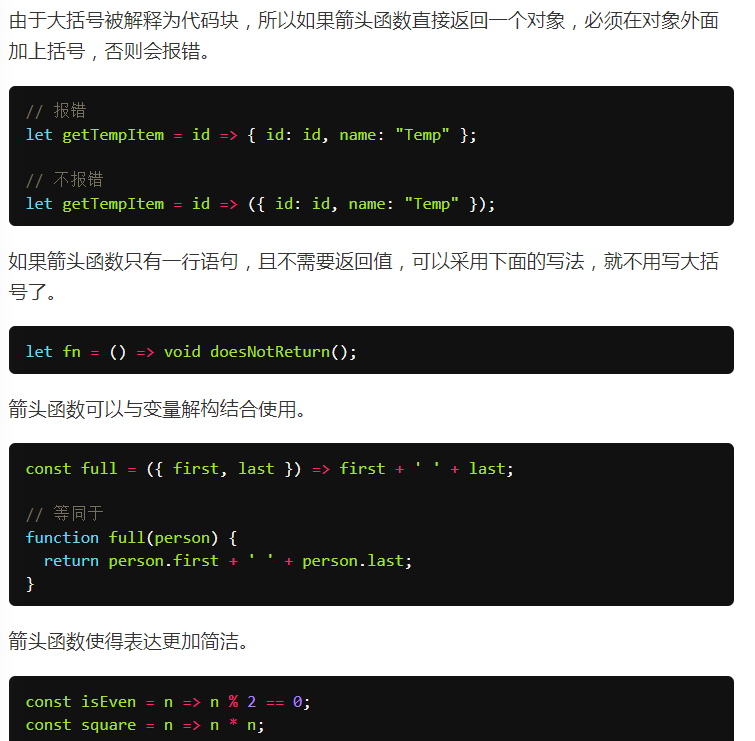 由于大括号被解释为代码块，所以如果箭头函数直接返回一个对象，必须在对象外面
加上括号，否则会报错。
// 报错
let getTempItem = id => { id: id, name: "Temp" };
// 不报错
let getTempItem = id => ({ id: id, name: "Temp" });
如果箭头函数只有一行语句，且不需要返回值，可以采用下面的写法，就不用写大括
号了。
let fn = () => void doesNotReturn();
箭头函数可以与变量解构结合使用。
const full = ({ first, last }) => first + ' ' + last;
// 等同于
function full(person) {
  return person.first + ' ' + person.last;
}
箭头函数使得表达更加简洁。
const isEven = n => n % 2 == 0;
const square = n => n * n;